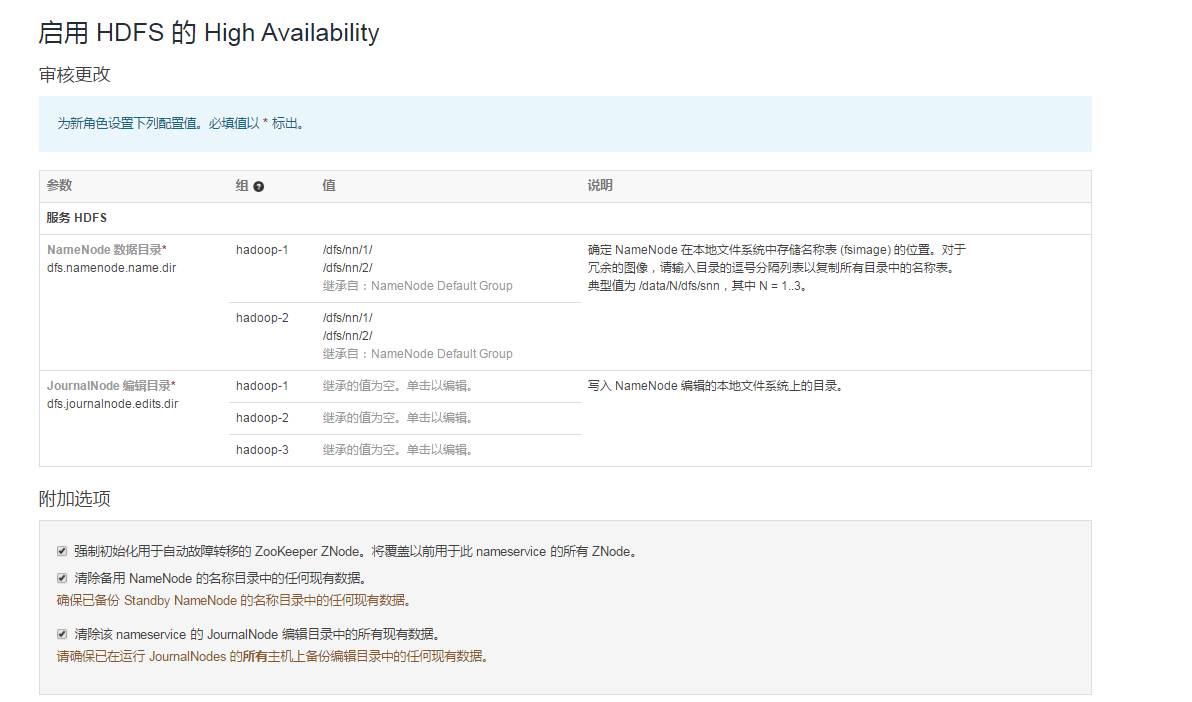 启用 HDFS 的 High Availability
审核更改
为新角色设置下列配置值。必填值以 * 标出。
参数 组 值 说明
服务 HDFS
NameNode 数据目录* hadoop-1 /dfs/nn/1/ 确定 NameNode 在本地文件系统中存储名称表 (fsimage) 的位置。对于
dfs.namenode.name.dir /dfs/nn/2/ 冗余的图像，请输入目录的逗号分隔列表以复制所有目录中的名称表。
继承自：NameNode Default Group 典型值为 /data/N/dfs/snn，其中 N = 1..3。
hadoop-2 /dfs/nn/1/
/dfs/nn/2/
继承自：NameNode Default Group
JournalNode 编辑目录* hadoop-1 继承的值为空。单击以编辑。 写入 NameNode 编辑的本地文件系统上的目录。
dfs.journalnode.edits.dir
hadoop-2 继承的值为空。单击以编辑。
hadoop-3 继承的值为空。单击以编辑。
附加选项
强制初始化用于自动故障转移的 ZooKeeper ZNode。将覆盖以前用于此 nameservice 的所有 ZNode。
清除备用 NameNode 的名称目录中的任何现有数据。
确保已备份 Standby NameNode 的名称目录中的任何现有数据。
清除该 nameservice 的 JournalNode 编辑目录中的所有现有数据。
请确保已在运行 JournalNodes 的所有主机上备份编辑目录中的任何现有数据。